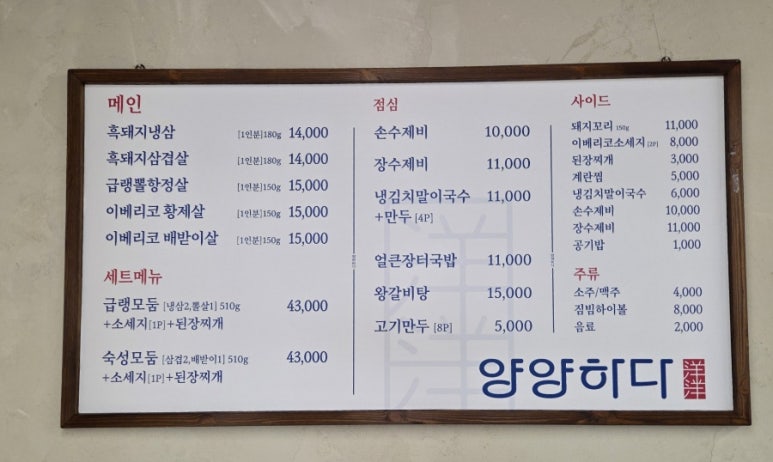 메인
흑돼지냉삼 [1인분]180g 14,000
흑돼지삼겹살 [1인분]180g 14,000
급랭뽈항정살 [1인분]150g 15,000
이베리코 황제살 [1인분]150g 15,000
이베리코 배받이살 [1인분]150g 15,000
세트메뉴
급랭모둠 [냉삼2,뽈살1] 510g 43,000
+소세지[1P]+된장찌개
숙성모둠 [삼겹2,배받이1] 510g 43,000
+소세지[1P]+된장찌개
점심
손수제비 10,000
장수제비 11,000
냉김치말이국수 11,000
+만두 [4P]
얼큰장터국밥 11,000
왕갈비탕 15,000
고기만두 [8P] 5,000
사이드
돼지꼬리 150g 11,000
이베리코소세지 [2P] 8,000
된장찌개 3,000
계란찜 5,000
냉김치말이국수 6,000
손수제비 10,000
장수제비 11,000
공기밥 1,000
주류
소주/맥주 4,000
짐빔하이볼 8,000
음료 2,000
양양하다 洋洋
洋洋